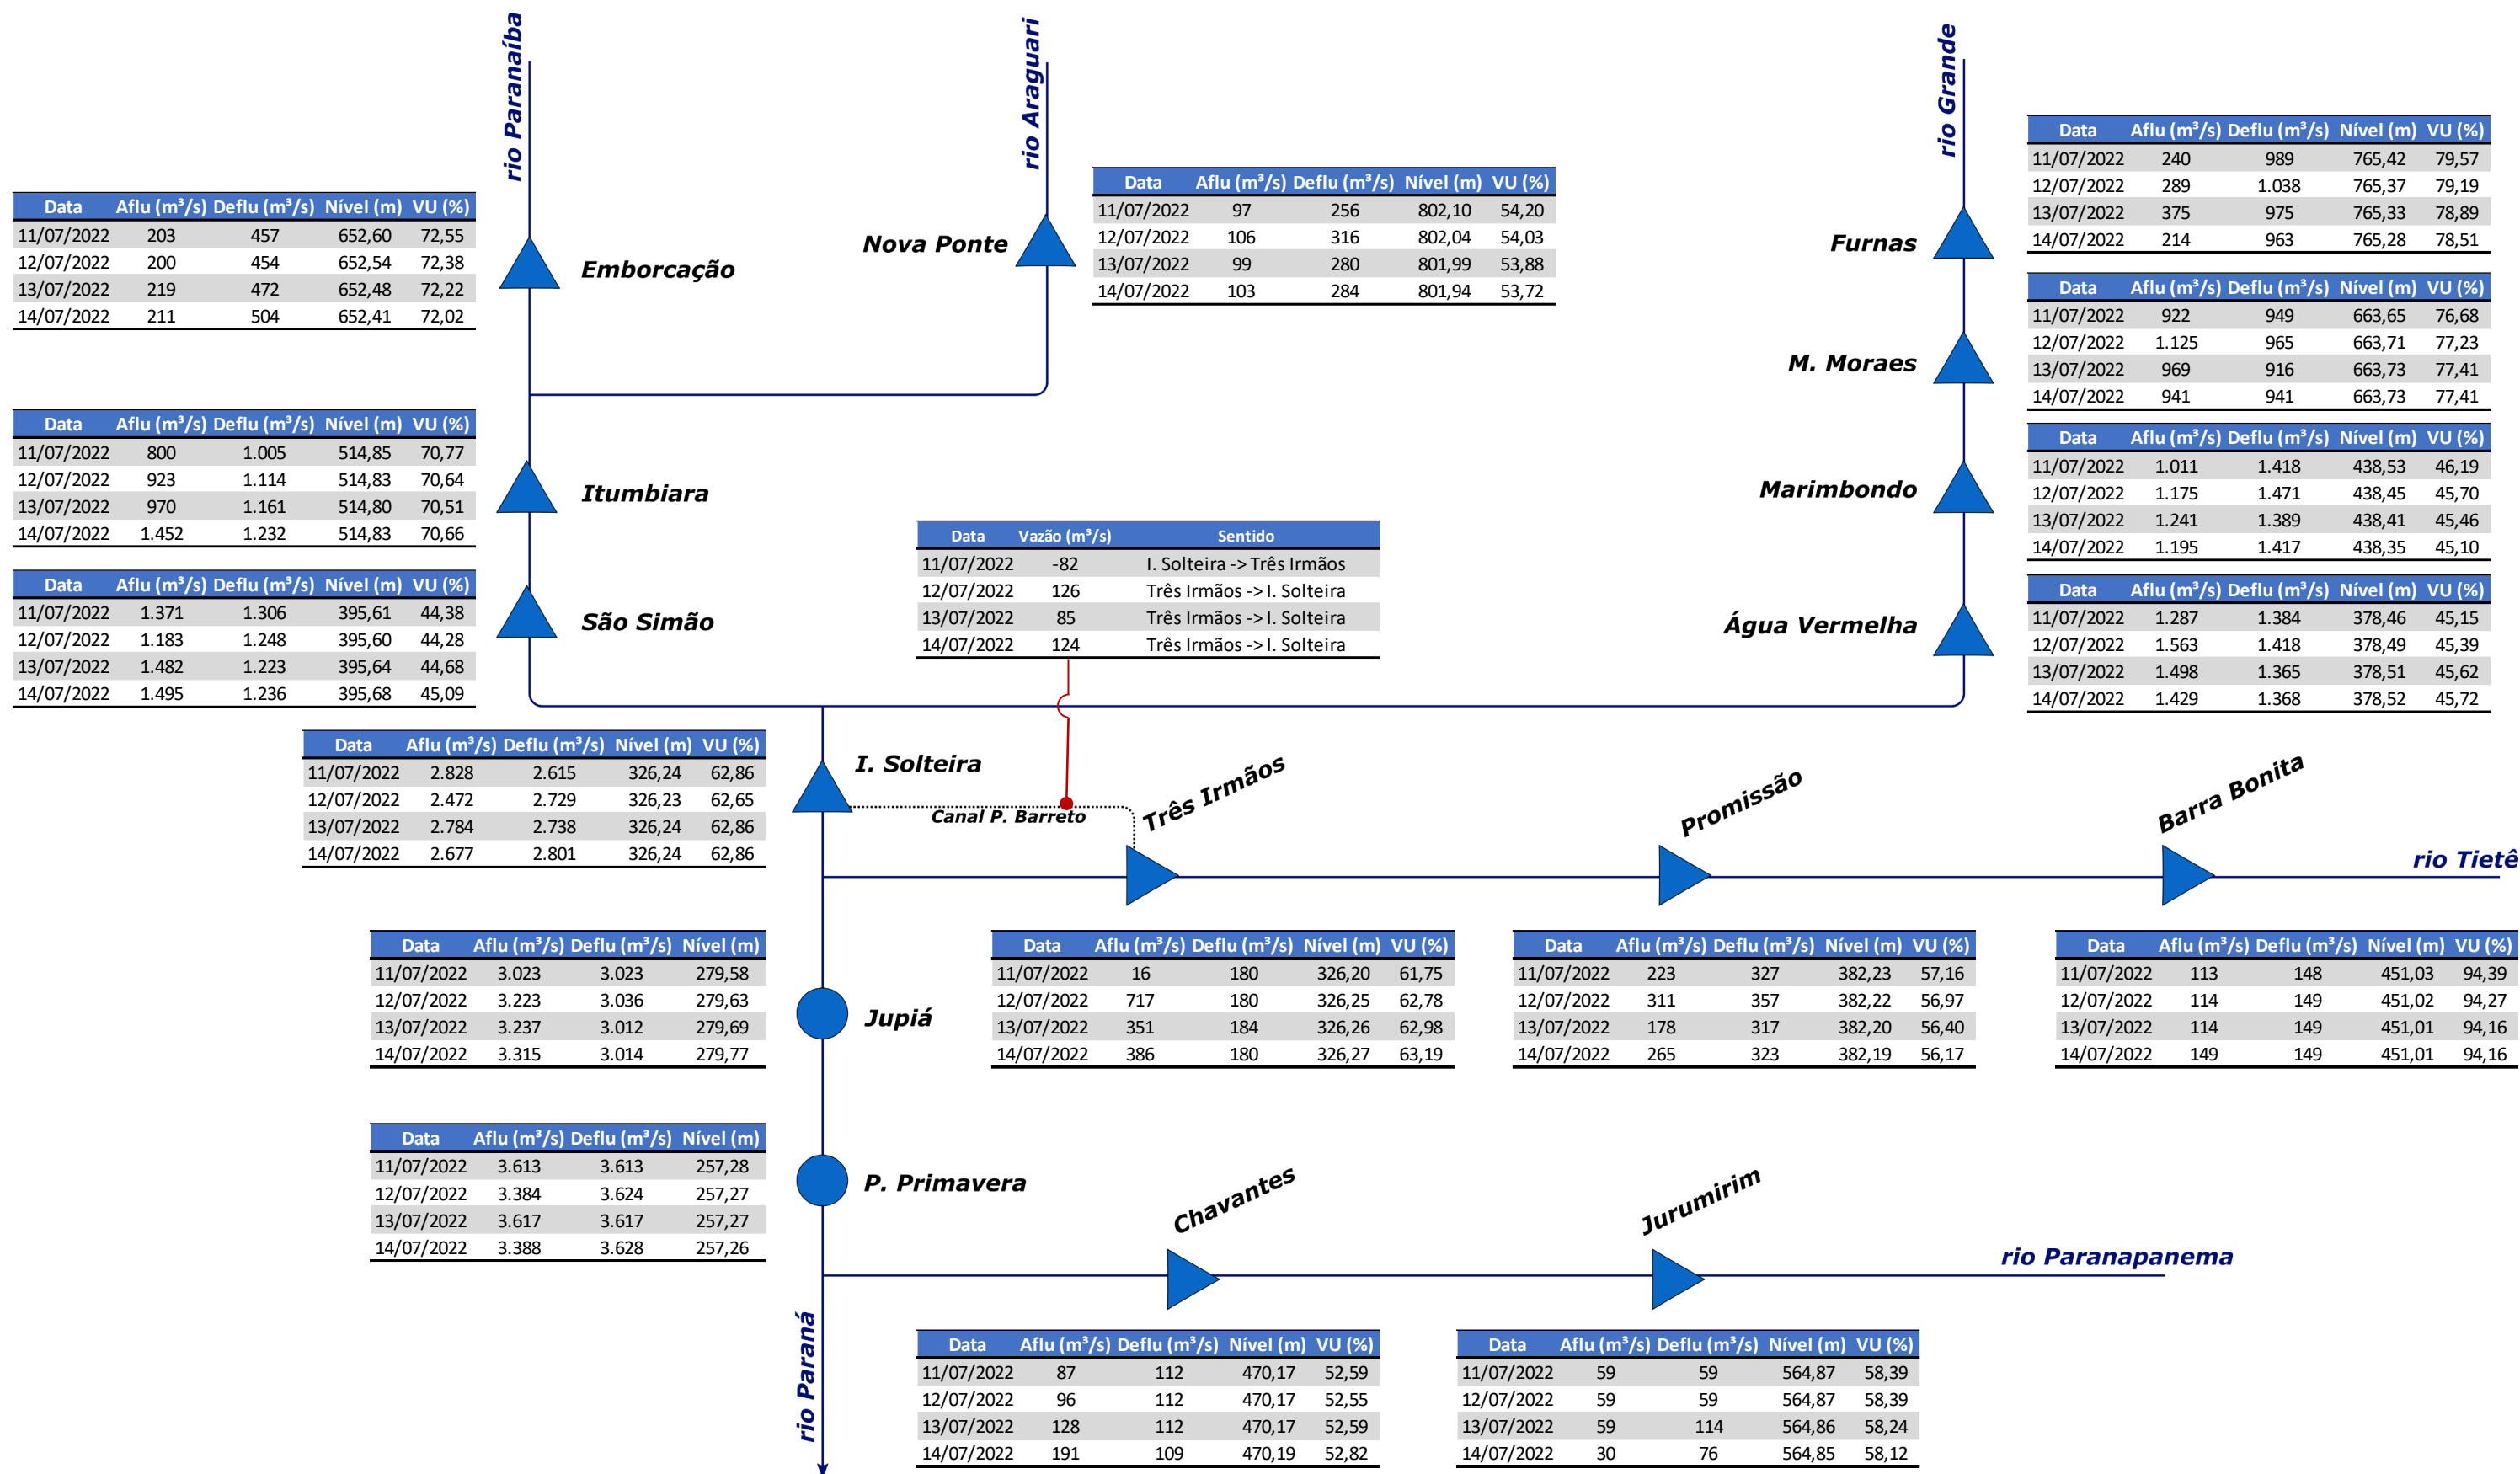 rio Paranaíba
rio Araguari
rio Grande
Data Aflu (m³/s) Deflu (m³/s) Nível (m) VU (%)
11/07/2022 240 989 765,42 79,57
12/07/2022 289 1.038 765,37 79,19
13/07/2022 375 975 765,33 78,89
14/07/2022 214 963 765,28 78,51
Furnas
Data Aflu (m³/s) Deflu (m³/s) Nível (m) VU (%)
11/07/2022 97 256 802,10 54,20
12/07/2022 106 316 802,04 54,03
13/07/2022 99 280 801,99 53,88
14/07/2022 103 284 801,94 53,72
Nova Ponte
Data Aflu (m³/s) Deflu (m³/s) Nível (m) VU (%)
11/07/2022 203 457 652,60 72,55
12/07/2022 200 454 652,54 72,38
13/07/2022 219 472 652,48 72,22
14/07/2022 211 504 652,41 72,02
Emborcação
Data Aflu (m³/s) Deflu (m³/s) Nível (m) VU (%)
11/07/2022 922 949 663,65 76,68
12/07/2022 1.125 965 663,71 77,23
13/07/2022 969 916 663,73 77,41
14/07/2022 941 941 663,73 77,41
M. Moraes
Data Aflu (m³/s) Deflu (m³/s) Nível (m) VU (%)
11/07/2022 800 1.005 514,85 70,77
12/07/2022 923 1.114 514,83 70,64
13/07/2022 970 1.161 514,80 70,51
14/07/2022 1.452 1.232 514,83 70,66
Itumbiara
Data Aflu (m³/s) Deflu (m³/s) Nível (m) VU (%)
11/07/2022 1.011 1.418 438,53 46,19
12/07/2022 1.175 1.471 438,45 45,70
13/07/2022 1.241 1.389 438,41 45,46
14/07/2022 1.195 1.417 438,35 45,10
Marimbondo
Data Vazão (m³/s) Sentido
11/07/2022 -82 I. Solteira -> Três Irmãos
12/07/2022 126 Três Irmãos -> I. Solteira
13/07/2022 85 Três Irmãos -> I. Solteira
14/07/2022 124 Três Irmãos -> I. Solteira
Data Aflu (m³/s) Deflu (m³/s) Nível (m) VU (%)
11/07/2022 1.371 1.306 395,61 44,38
12/07/2022 1.183 1.248 395,60 44,28
13/07/2022 1.482 1.223 395,64 44,68
14/07/2022 1.495 1.236 395,68 45,09
São Simão
Data Aflu (m³/s) Deflu (m³/s) Nível (m) VU (%)
11/07/2022 1.287 1.384 378,46 45,15
12/07/2022 1.563 1.418 378,49 45,39
13/07/2022 1.498 1.365 378,51 45,62
14/07/2022 1.429 1.368 378,52 45,72
Água Vermelha
Data Aflu (m³/s) Deflu (m³/s) Nível (m) VU (%)
11/07/2022 2.828 2.615 326,24 62,86
12/07/2022 2.472 2.729 326,23 62,65
13/07/2022 2.784 2.738 326,24 62,86
14/07/2022 2.677 2.801 326,24 62,86
I. Solteira
Canal P. Barreto
Três Irmãos
Promissão
Barra Bonita
rio Tietê
Data Aflu (m³/s) Deflu (m³/s) Nível (m)
11/07/2022 3.023 3.023 279,58
12/07/2022 3.223 3.036 279,63
13/07/2022 3.237 3.012 279,69
14/07/2022 3.315 3.014 279,77
Jupiá
Data Aflu (m³/s) Deflu (m³/s) Nível (m) VU (%)
11/07/2022 16 180 326,20 61,75
12/07/2022 717 180 326,25 62,78
13/07/2022 351 184 326,26 62,98
14/07/2022 386 180 326,27 63,19
Data Aflu (m³/s) Deflu (m³/s) Nível (m) VU (%)
11/07/2022 223 327 382,23 57,16
12/07/2022 311 357 382,22 56,97
13/07/2022 178 317 382,20 56,40
14/07/2022 265 323 382,19 56,17
Data Aflu (m³/s) Deflu (m³/s) Nível (m) VU (%)
11/07/2022 113 148 451,03 94,39
12/07/2022 114 149 451,02 94,27
13/07/2022 114 149 451,01 94,16
14/07/2022 149 149 451,01 94,16
Data Aflu (m³/s) Deflu (m³/s) Nível (m)
11/07/2022 3.613 3.613 257,28
12/07/2022 3.384 3.624 257,27
13/07/2022 3.617 3.617 257,27
14/07/2022 3.388 3.628 257,26
P. Primavera
Chavantes
Jurumirim
rio Paranapanema
rio Paraná
Data Aflu (m³/s) Deflu (m³/s) Nível (m) VU (%)
11/07/2022 87 112 470,17 52,59
12/07/2022 96 112 470,17 52,55
13/07/2022 128 112 470,17 52,59
14/07/2022 191 109 470,19 52,82
Data Aflu (m³/s) Deflu (m³/s) Nível (m) VU (%)
11/07/2022 59 59 564,87 58,39
12/07/2022 59 59 564,87 58,39
13/07/2022 59 114 564,86 58,24
14/07/2022 30 76 564,85 58,12